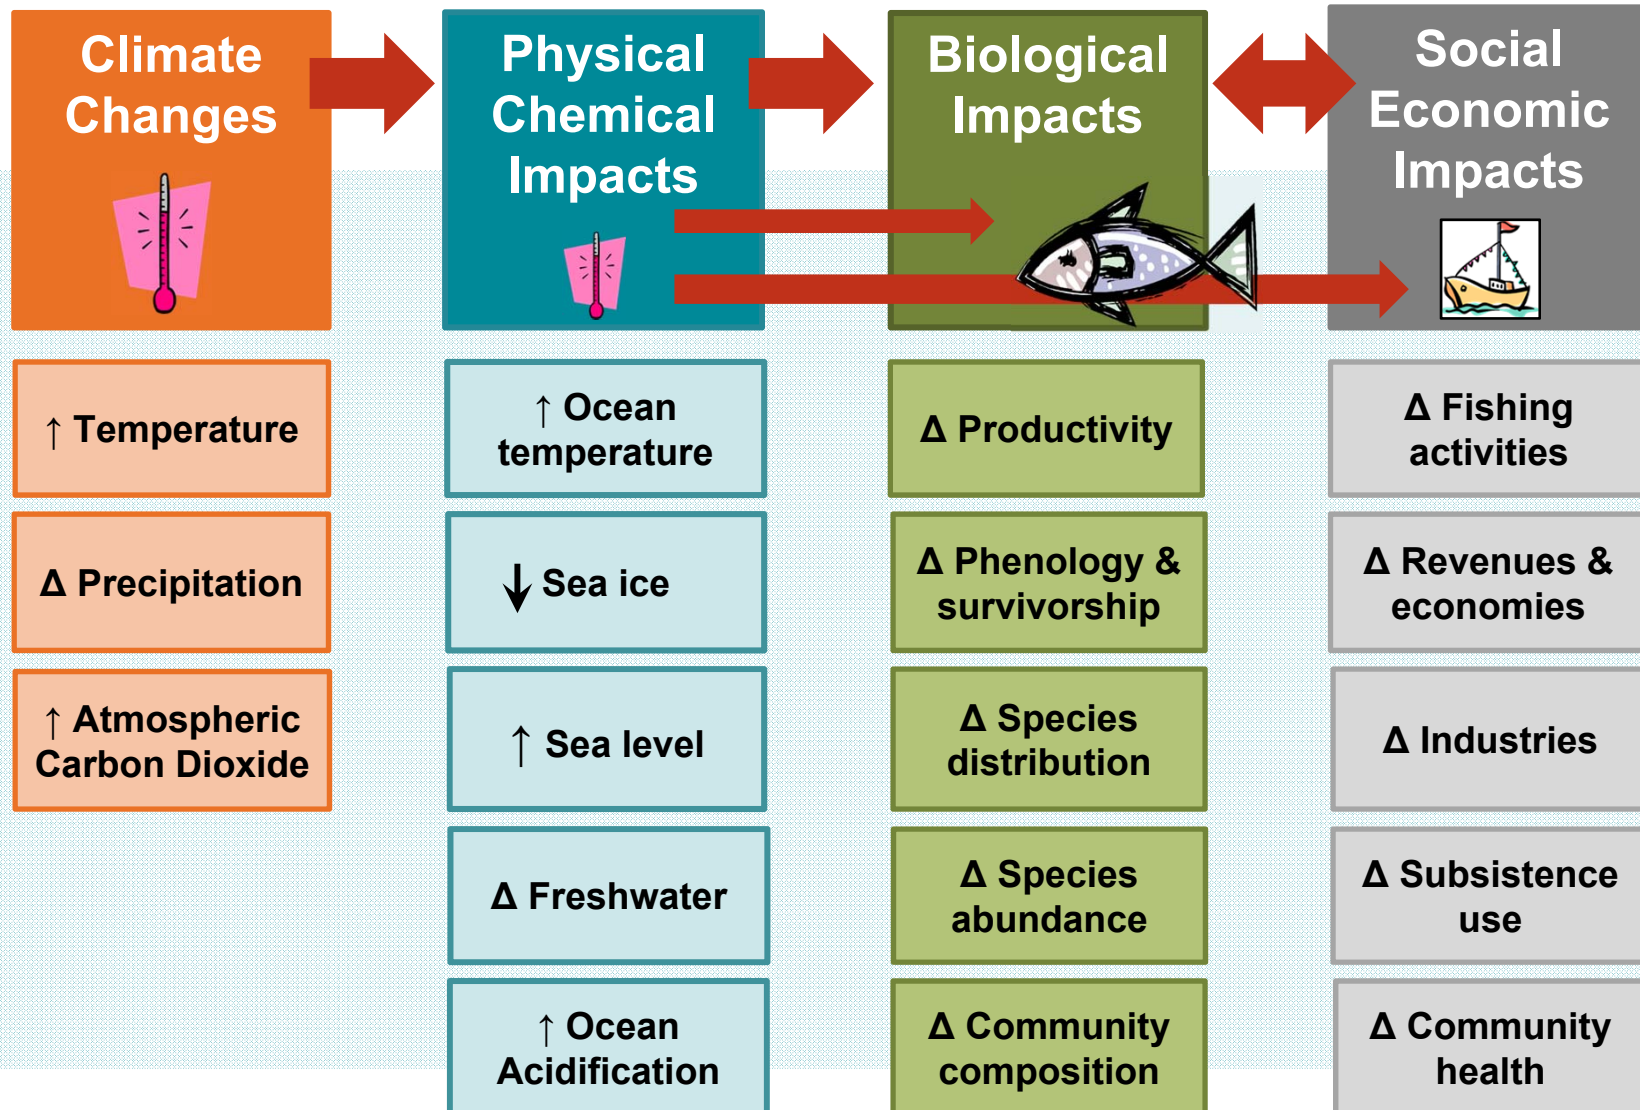 Climate
Changes
Physical
Chemical
Impacts
Biological
Impacts
Social
Economic
Impacts
↑ Temperature
Δ Precipitation
↑ Atmospheric
Carbon Dioxide
↑ Ocean
temperature
↓ Sea ice
↑ Sea level
Δ Freshwater
↑ Ocean
Acidification
Δ Productivity
Δ Phenology &
survivorship
Δ Species
distribution
Δ Species
abundance
Δ Community
composition
Δ Fishing
activities
Δ Revenues &
economies
Δ Industries
Δ Subsistence
use
Δ Community
health